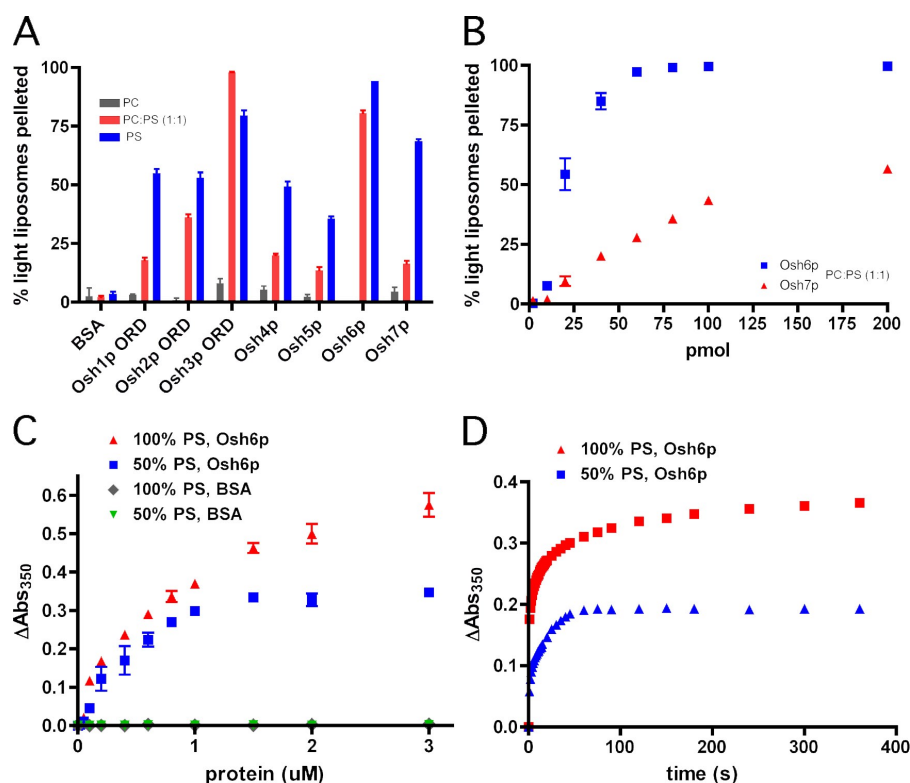 A
% light liposomes pelleted
100
75
50
25
0
PC
PC:PS (1:1)
PS
BSA
Osh1p ORD
Osh2p ORD
Osh3p ORD
Osh4p
Osh5p
Osh6p
Osh7p
B
% light liposomes pelleted
100
75
50
25
0
Osh6p
PC:PS (1:1)
Osh7p
0 25 50 75 100 125 150 175 200
pmol
C
100% PS, Osh6p
50% PS, Osh6p
100% PS, BSA
50% PS, BSA
ΔAbs350
0.6
0.5
0.4
0.3
0.2
0.1
0.0
0 1 2 3
protein (uM)
D
100% PS, Osh6p
50% PS, Osh6p
ΔAbs350
0.4
0.3
0.2
0.1
0.0
0 100 200 300 400
time (s)